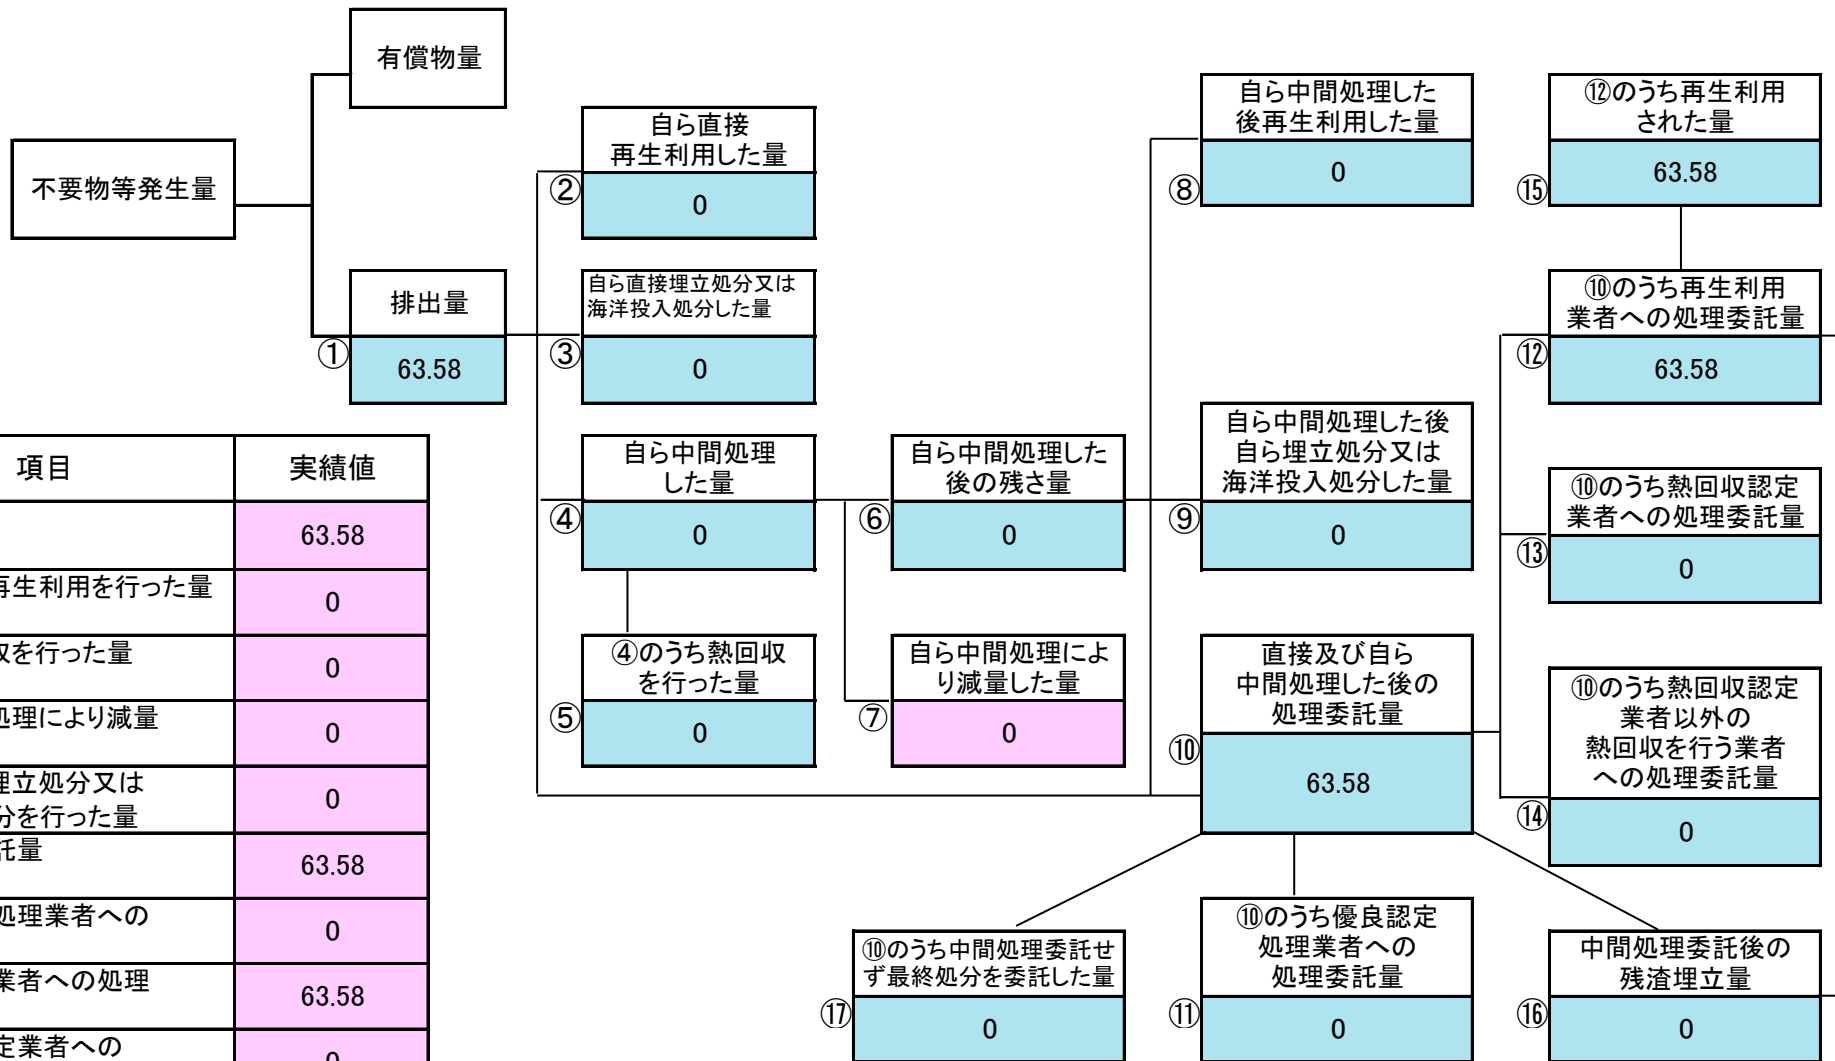 有償物量
不要物等発生量
排出量
①
63.58
自ら直接
再生利用した量
②
0
自ら直接埋立処分又は
海洋投入処分した量
③
0
自ら中間処理
した量
④
0
④のうち熱回収
を行った量
⑤
0
自ら中間処理した
後の残さ量
⑥
0
自ら中間処理によ
り減量した量
⑦
0
自ら中間処理した
後再生利用した量
⑧
0
自ら中間処理した後
自ら埋立処分又は
海洋投入処分した量
⑨
0
直接及び自ら
中間処理した後の
処理委託量
⑩
63.58
⑫のうち再生利用
された量
⑮
63.58
⑩のうち再生利用
業者への処理委託量
⑫
63.58
⑩のうち熱回収認定
業者への処理委託量
⑬
0
⑩のうち熱回収認定
業者以外の
熱回収を行う業者
への処理委託量
⑭
0
⑩のうち中間処理委託せ
ず最終処分を委託した量
⑰
0
⑩のうち優良認定
処理業者への
処理委託量
⑪
0
中間処理委託後の
残渣埋立量
⑯
0
項目 実績値
63.58
再生利用を行った量
0
収を行った量
0
処理により減量
0
埋立処分又は
分を行った量
0
託量
63.58
処理業者への
0
業者への処理
63.58
定業者への
0